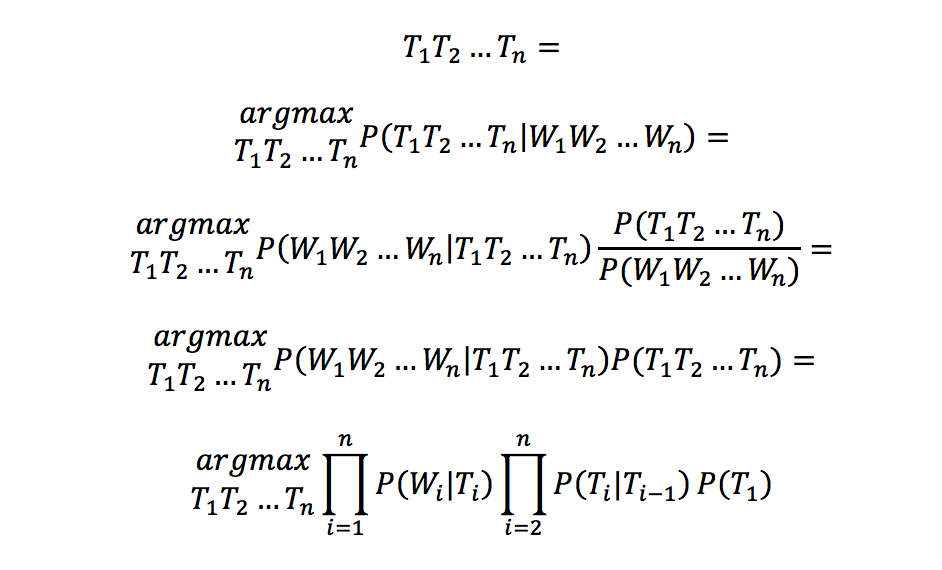 T₁T₂ …Tₙ =
argmax
T₁T₂ …Tₙ P(T₁T₂ …Tₙ|W₁W₂ …Wₙ) =
argmax
T₁T₂ …Tₙ P(W₁W₂ …Wₙ|T₁T₂ …Tₙ) P(T₁T₂ …Tₙ) / P(W₁W₂ …Wₙ) =
argmax
T₁T₂ …Tₙ P(W₁W₂ …Wₙ|T₁T₂ …Tₙ)P(T₁T₂ …Tₙ) =
argmax
T₁T₂ …Tₙ ∏ᵢ₌₁ⁿ P(Wᵢ|Tᵢ) ∏ᵢ₌₂ⁿ P(Tᵢ|Tᵢ₋₁) P(T₁)